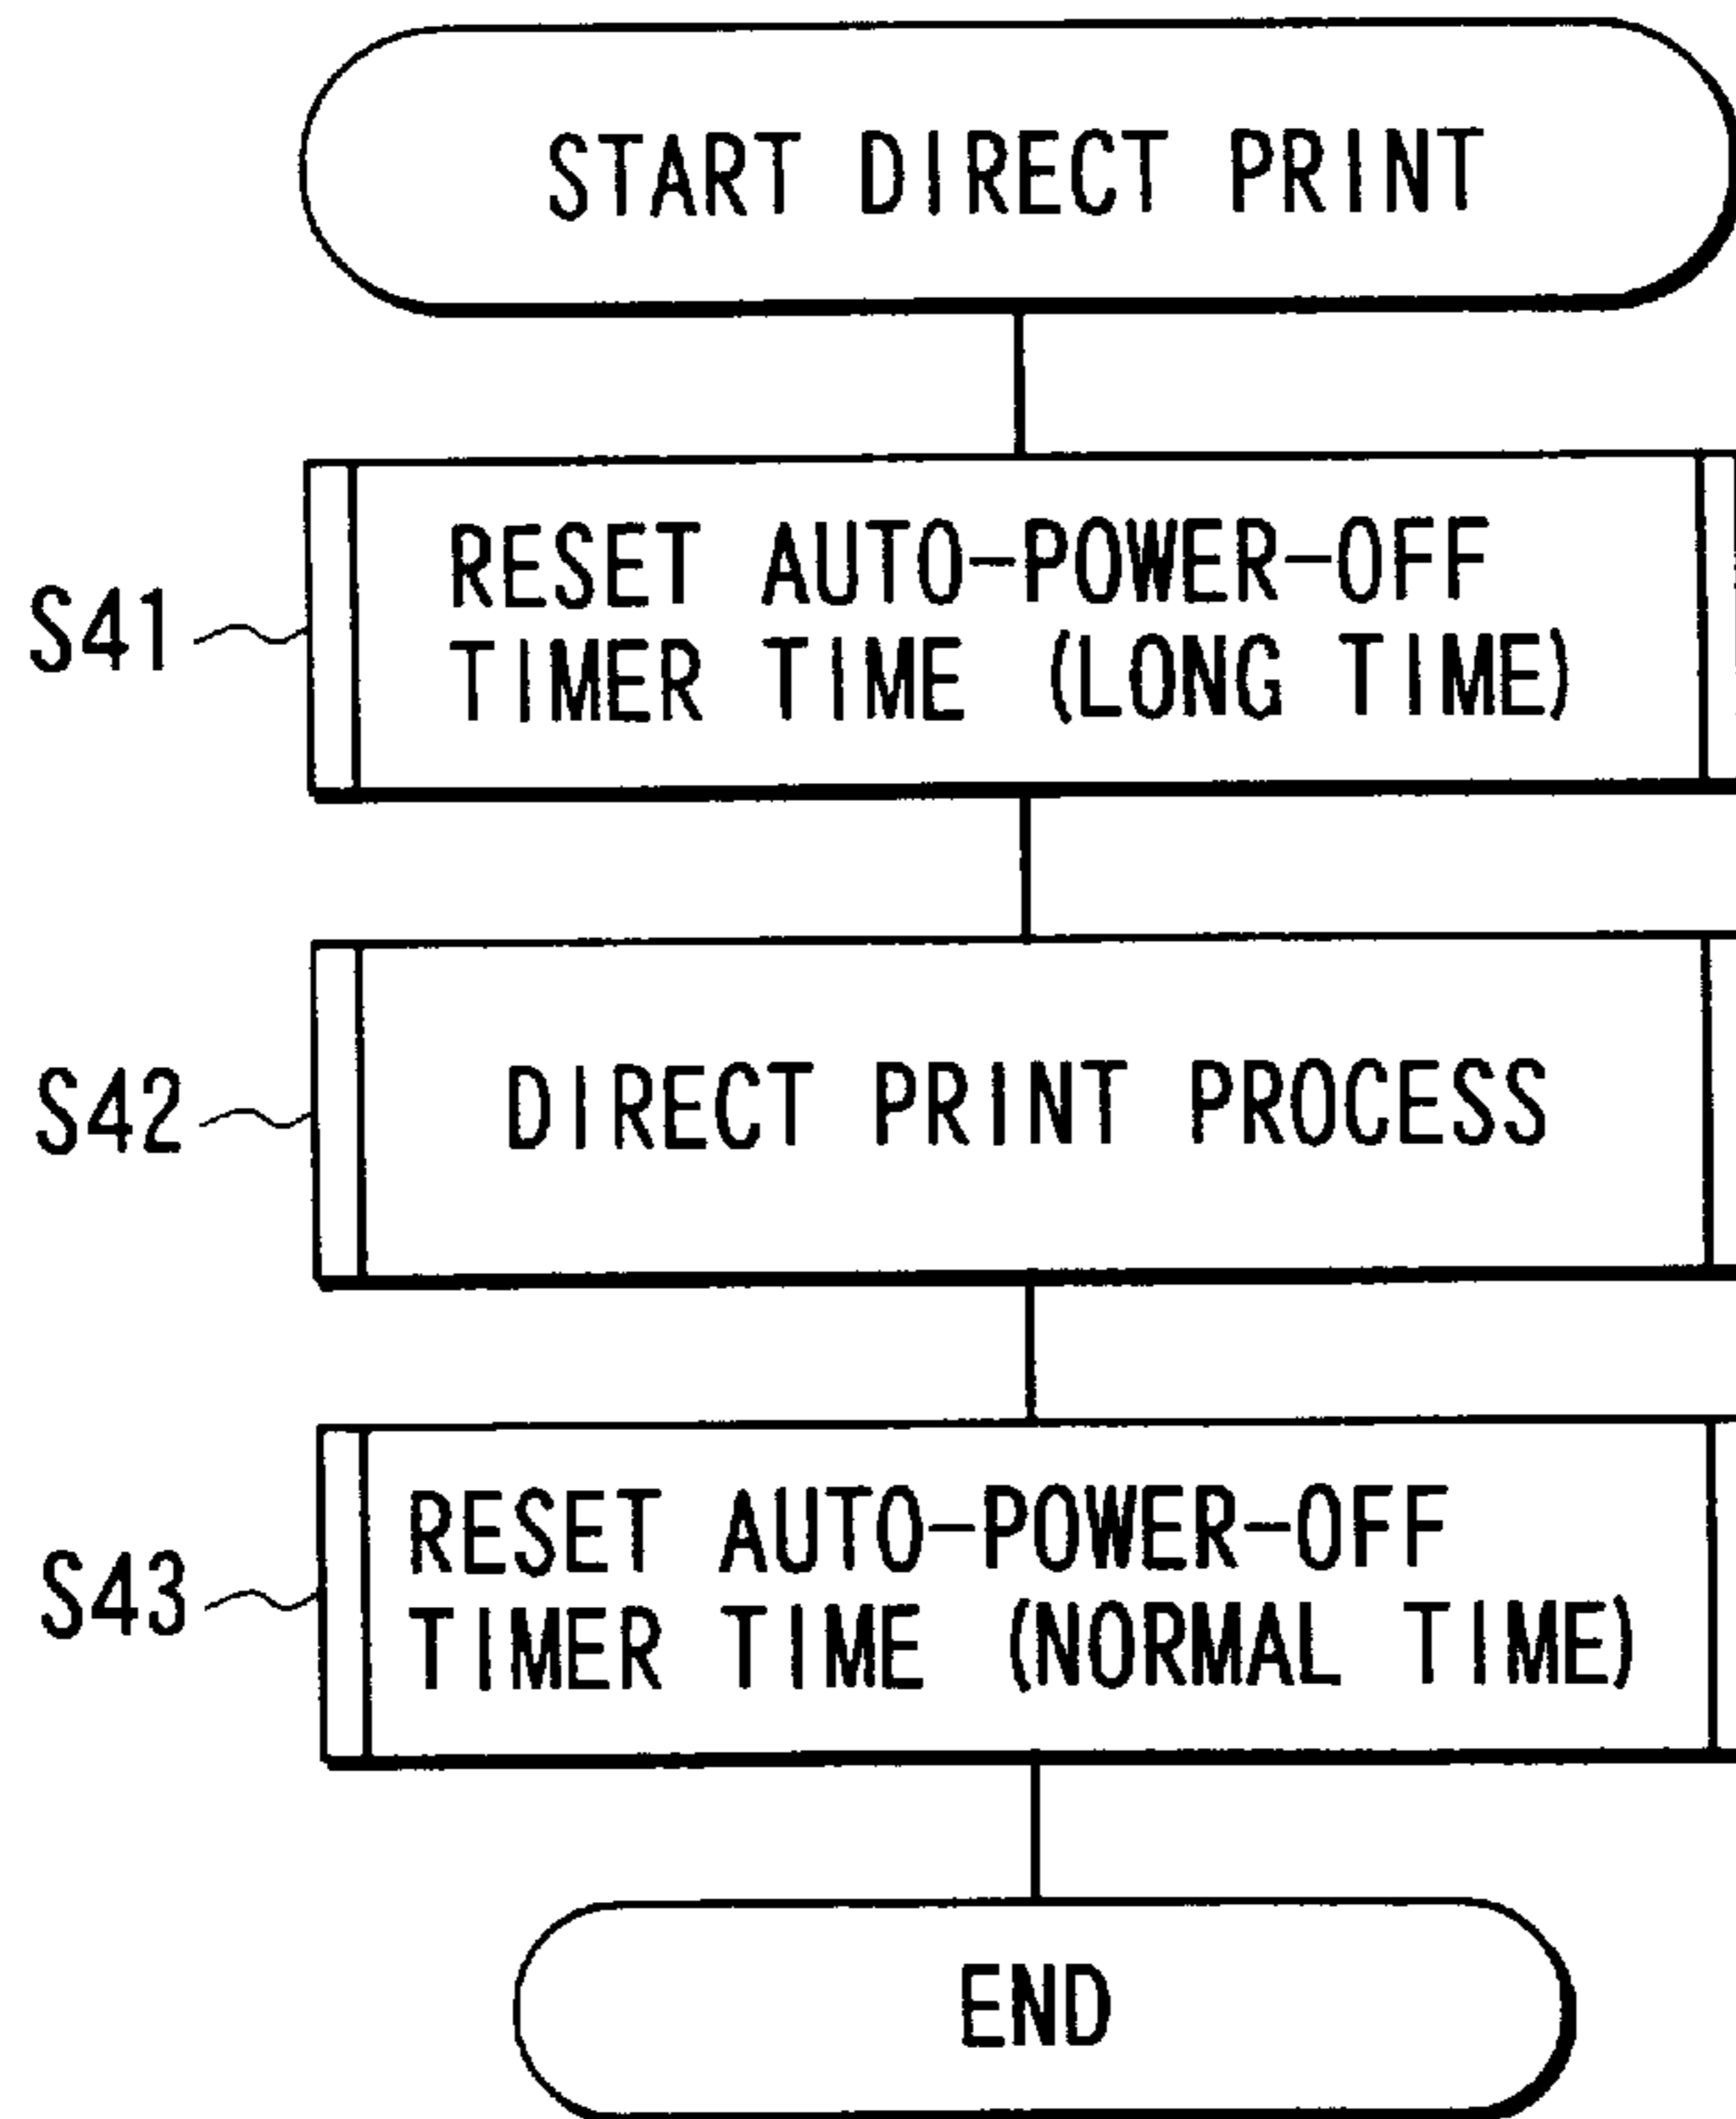 START DIRECT PRINT
S41
RESET AUTO-POWER-OFF
TIMER TIME (LONG TIME)
S42
DIRECT PRINT PROCESS
S43
RESET AUTO-POWER-OFF
TIMER TIME (NORMAL TIME)
END